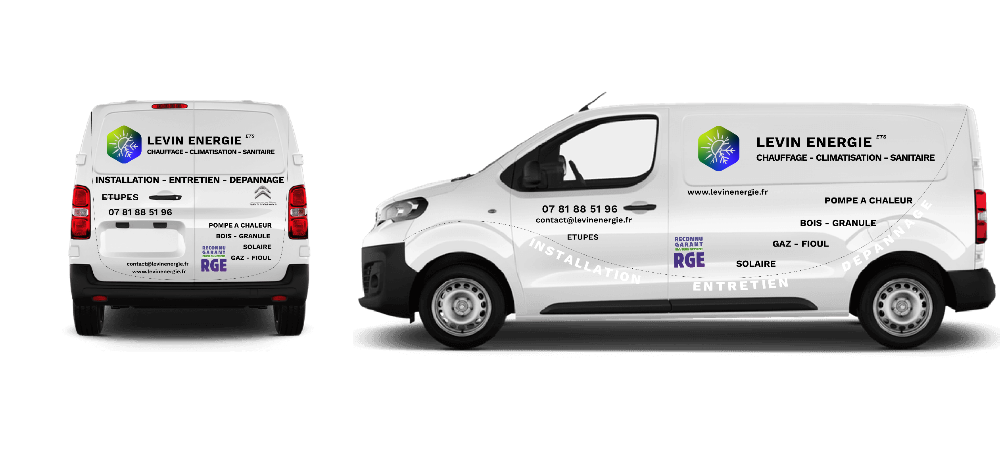 LEVIN ENERGIE ETS
CHAUFFAGE - CLIMATISATION - SANITAIRE
INSTALLATION - ENTRETIEN - DEPANNAGE
ETUPES
CITROËN
07 81 88 51 96
POMPE A CHALEUR
BOIS - GRANULE
SOLAIRE
GAZ - FIOUL
RECONNU
GARANT
ENVIRONNEMENT
RGE
contact@levinenergie.fr
www.levinenergie.fr
LEVIN ENERGIE ETS
CHAUFFAGE - CLIMATISATION - SANITAIRE
www.levinenergie.fr
07 81 88 51 96
contact@levinenergie.fr
ETUPES
POMPE A CHALEUR
BOIS - GRANULE
GAZ - FIOUL
SOLAIRE
RECONNU
GARANT
ENVIRONNEMENT
RGE
INSTALLATION
ENTRETIEN
DEPANNAGE